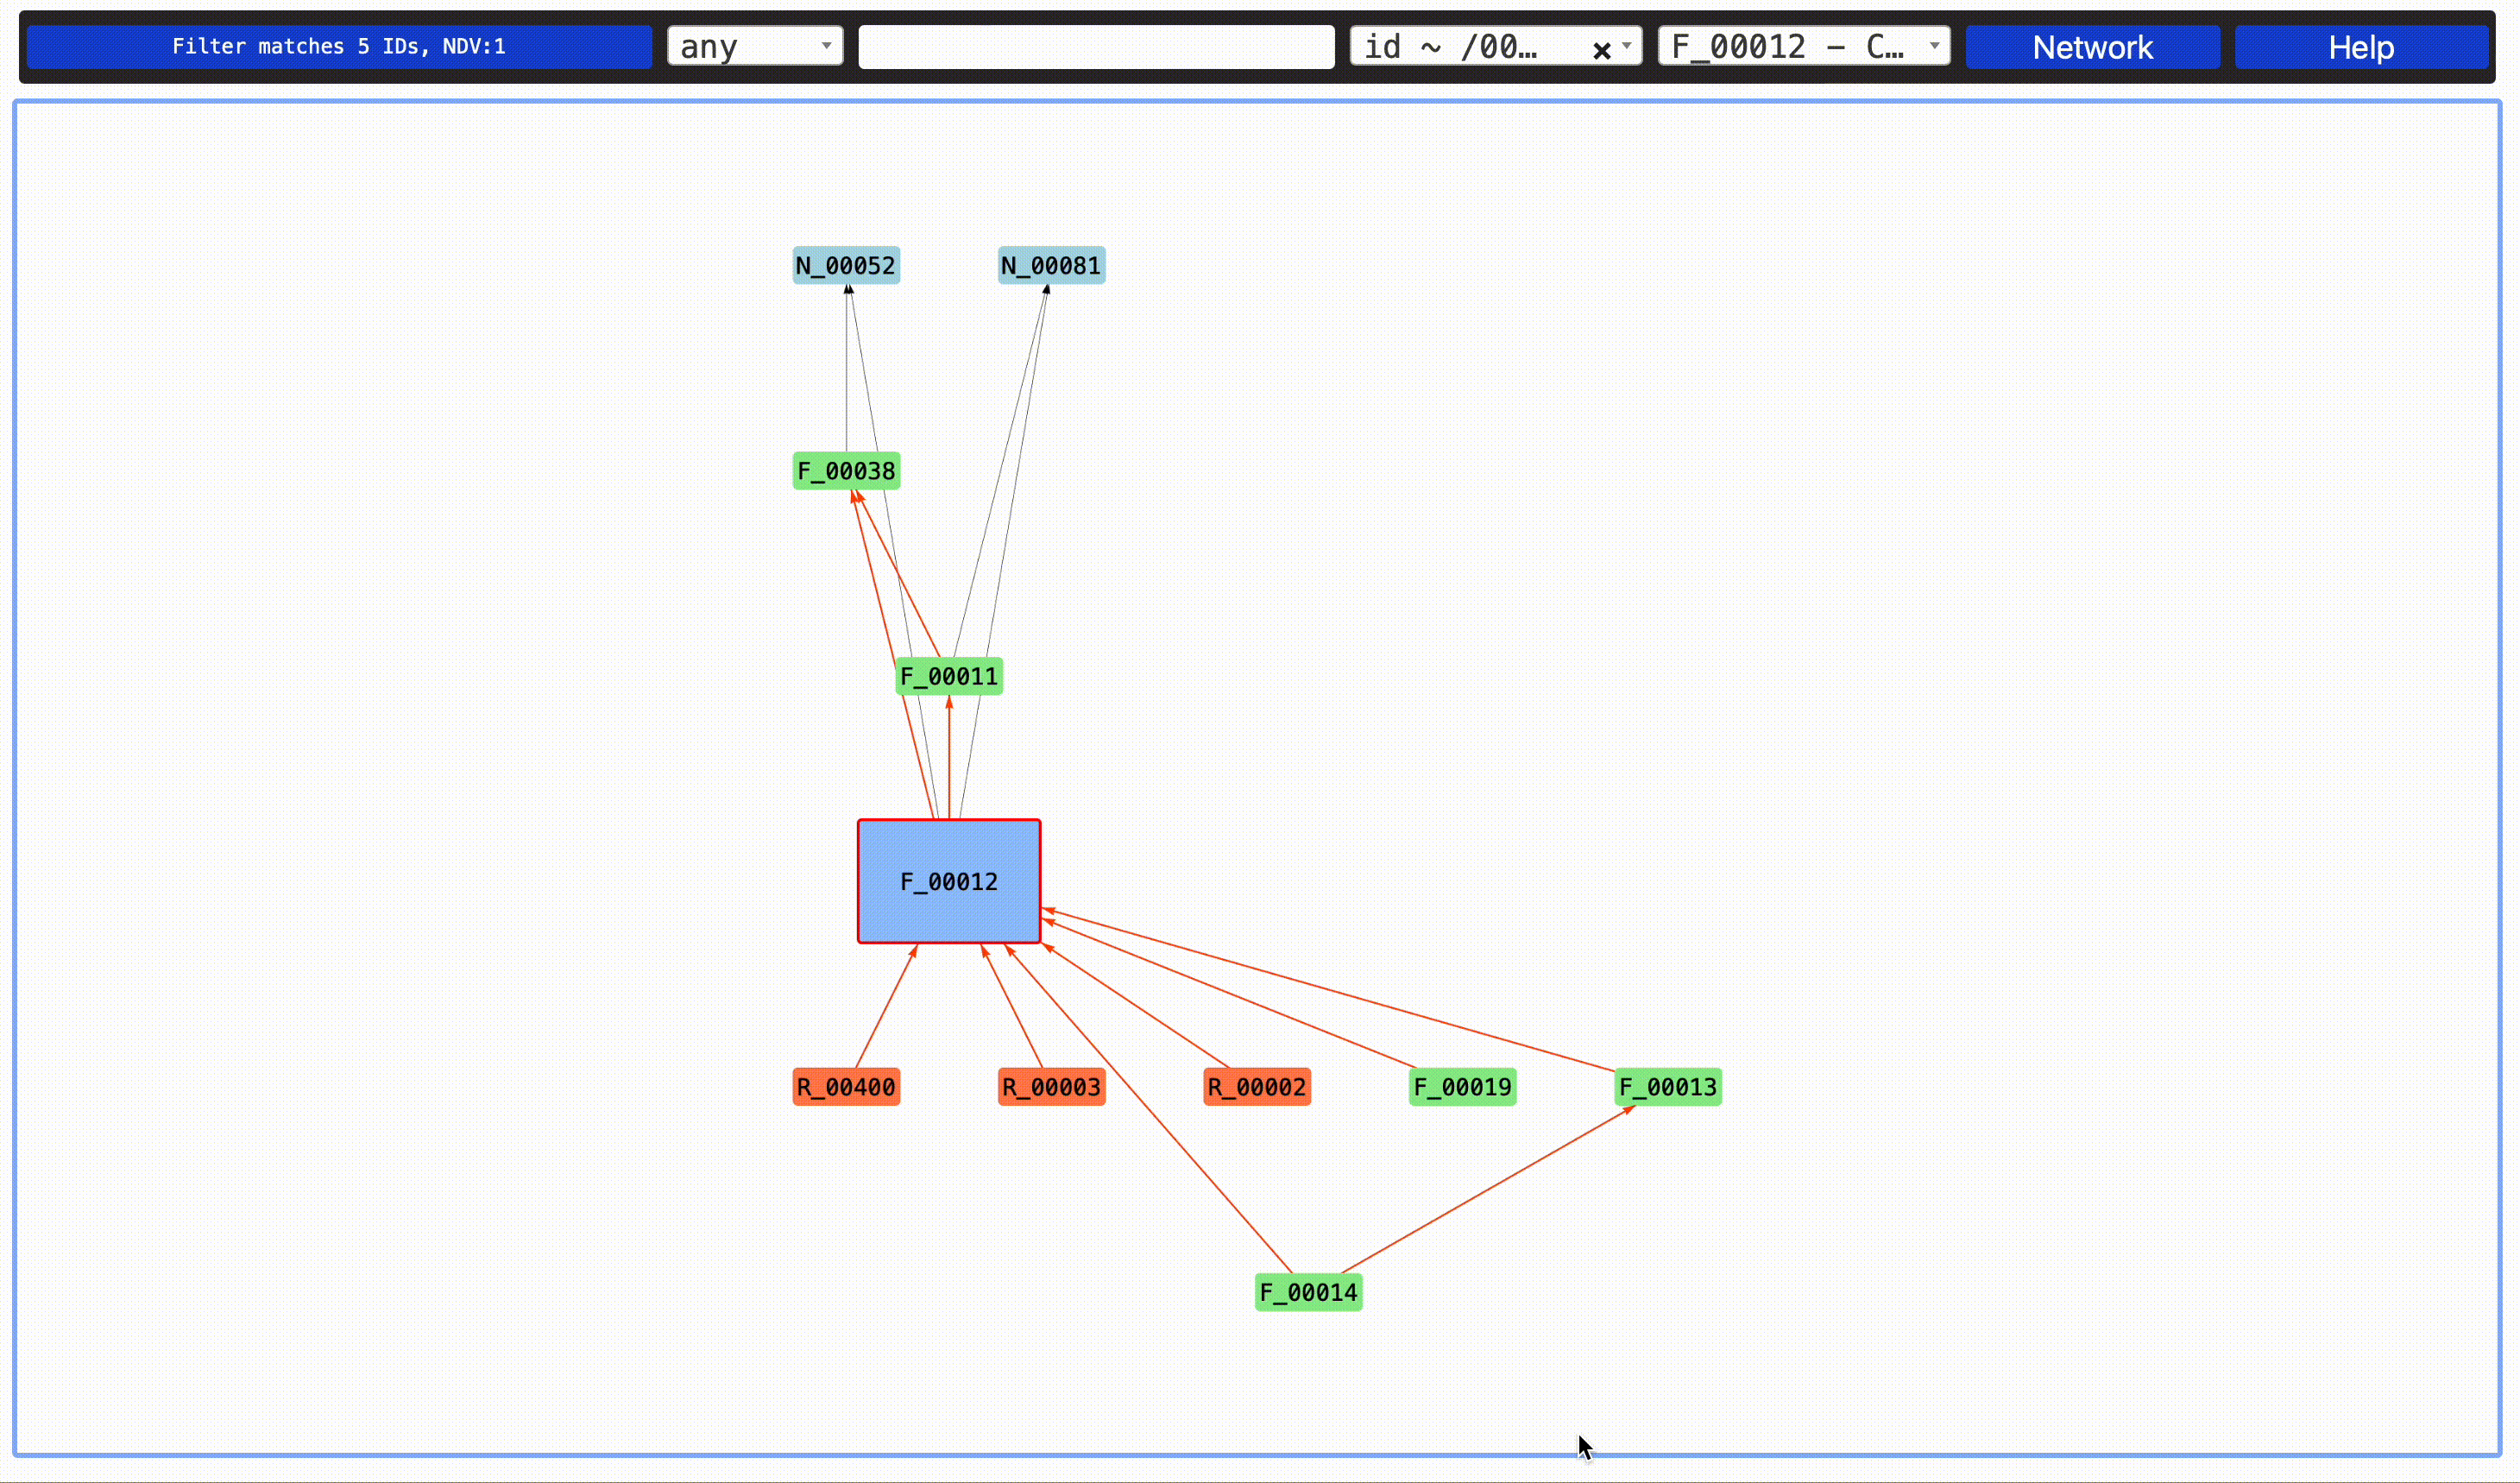 Filter matches 5 IDs, NDV:1
any
id ~ /00…
×
F_00012 – C…
Network
Help
N_00052
N_00081
F_00038
F_00011
F_00012
R_00400
R_00003
R_00002
F_00019
F_00013
F_00014